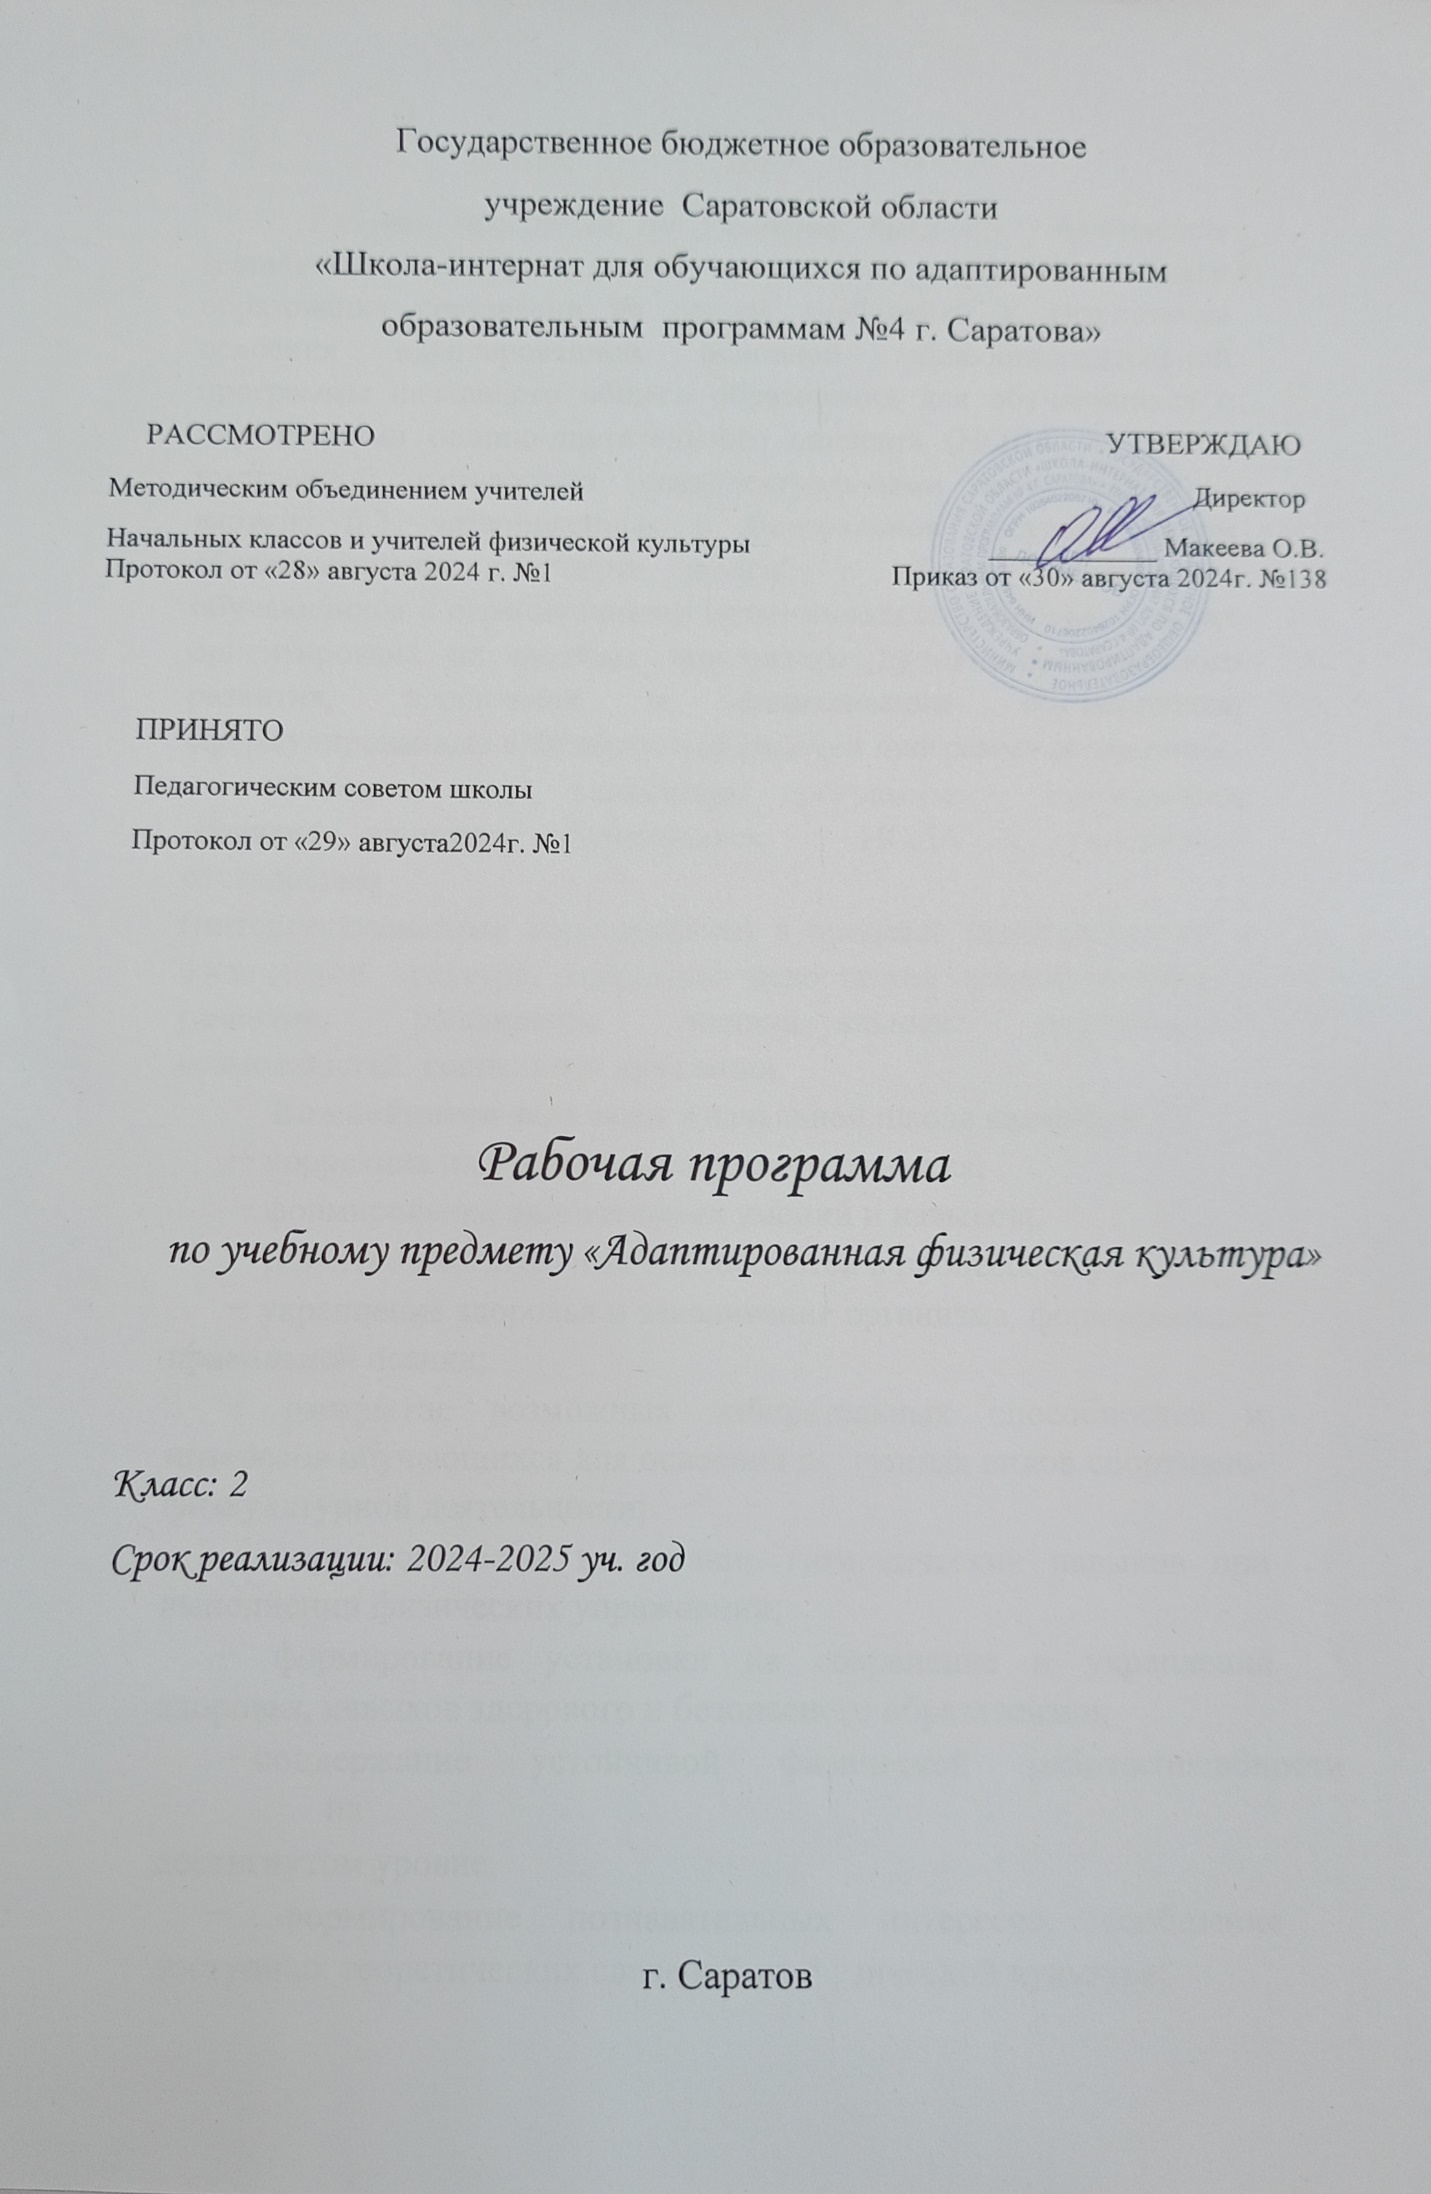 Государственное бюджетное образовательное
учреждение Саратовской области
«Школа-интернат для обучающихся по адаптированным
образовательным программам №4 г. Саратова»
РАССМОТРЕНО
Методическим объединением учителей
Начальных классов и учителей физической культуры
Протокол от «28» августа 2024 г. №1
УТВЕРЖДАЮ
Директор
Макеева О.В.
Приказ от «30» августа 2024г. №138
ПРИНЯТО
Педагогическим советом школы
Протокол от «29» августа2024г. №1
Рабочая программа
по учебному предмету «Адаптированная физическая культура»
Класс: 2
Срок реализации: 2024-2025 уч. год
г. Саратов